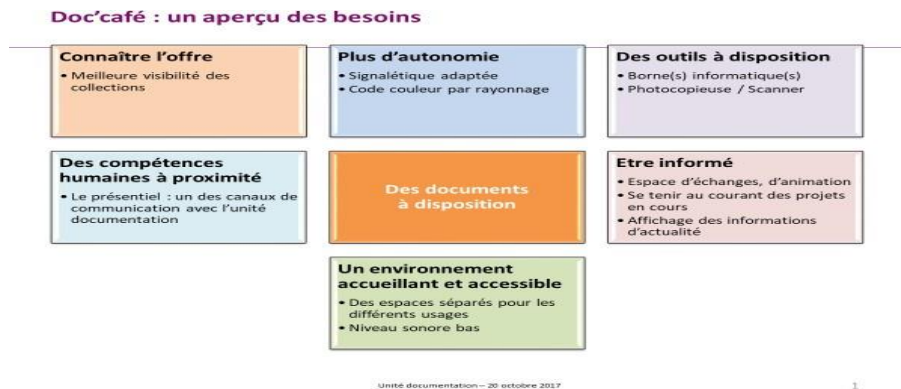 Doc’café : un aperçu des besoins
Connaître l’offre
• Meilleure visibilité des
collections
Plus d’autonomie
• Signalétique adaptée
• Code couleur par rayonnage
Des outils à disposition
• Borne(s) informatique(s)
• Photocopieuse / Scanner
Des compétences
humaines à proximité
• Le présentiel : un des canaux de
communication avec l’unité
documentation
Des documents
à disposition
Etre informé
• Espace d’échanges, d’animation
• Se tenir au courant des projets
en cours
• Affichage des informations
d’actualité
Un environnement
accueillant et accessible
• Des espaces séparés pour les
différents usages
• Niveau sonore bas
Unité documentation – 20 octobre 2017
1